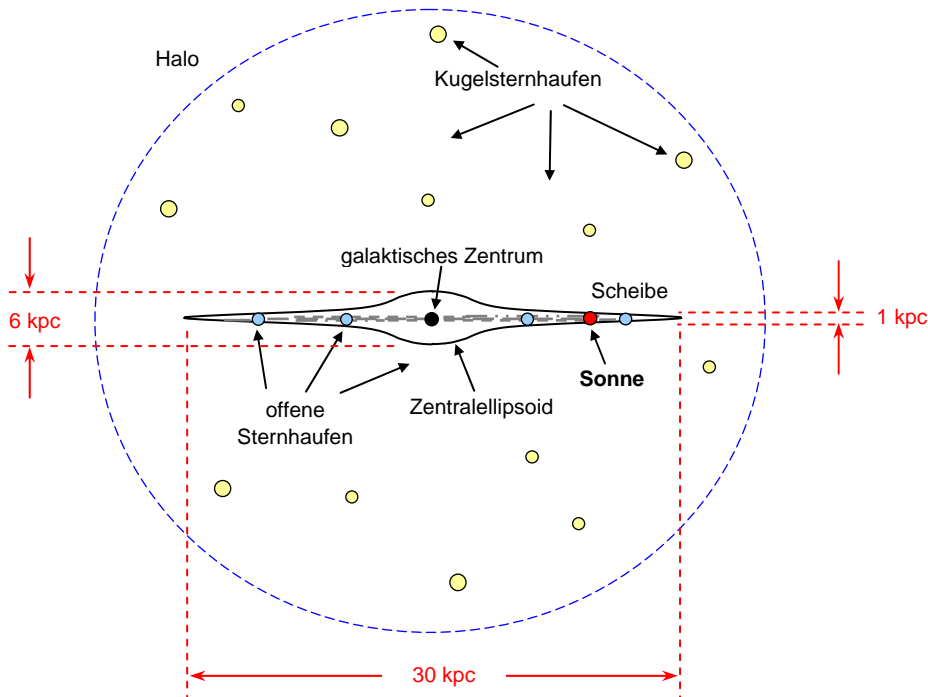 Halo
Kugelsternhaufen
galaktisches Zentrum
Scheibe
6 kpc
1 kpc
Sonne
offene
Sternhaufen
Zentralellipsoid
30 kpc